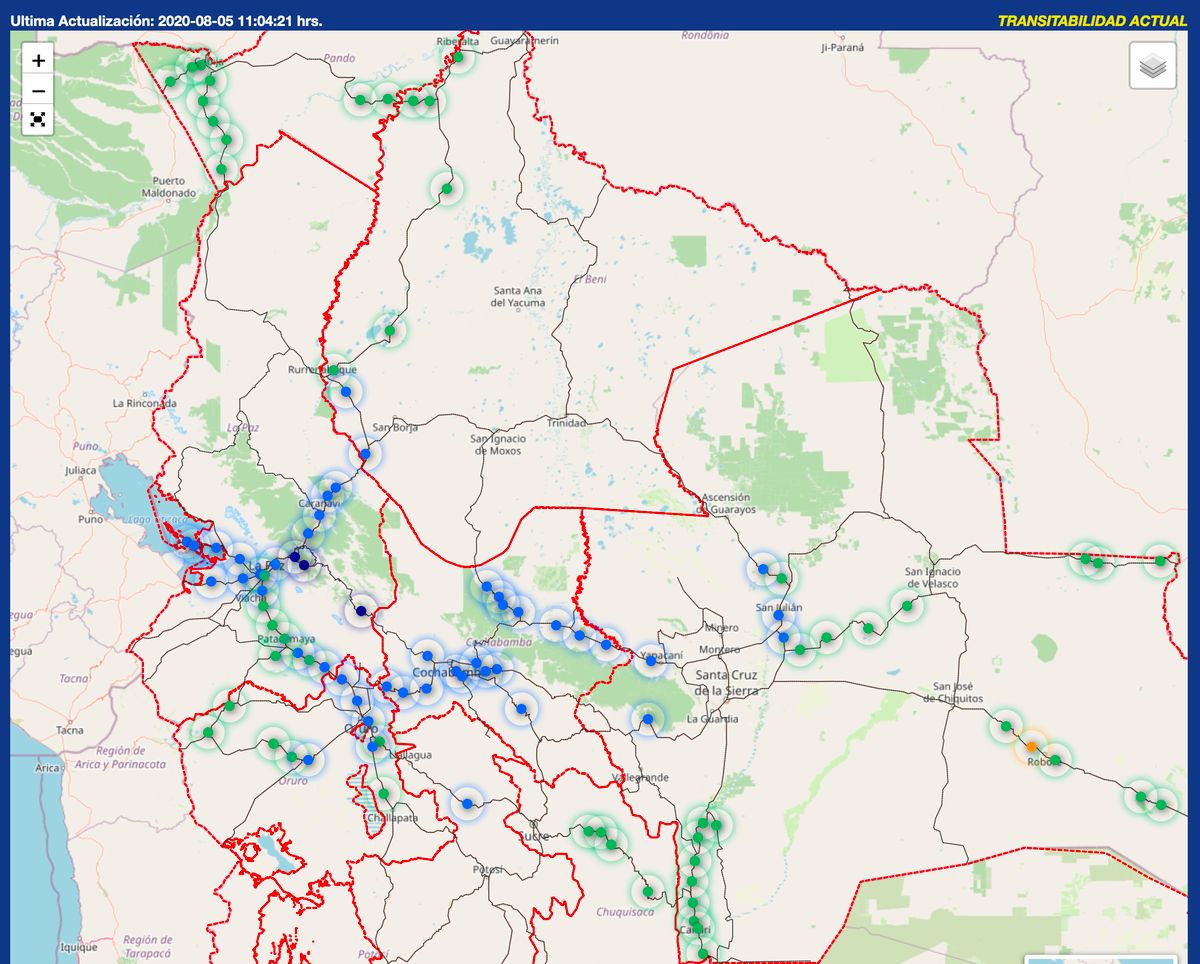 Ultima Actualización: 2020-08-05 11:04:21 hrs.
TRANSITABILIDAD ACTUAL
+
−
Riberalta
Guayaramerín
Rondônia
Ji-Paraná
Pando
Cobija
Puerto
Maldonado
El Beni
Santa Ana
del Yacuma
Rurrenabaque
La Rinconada
San Borja
La Paz
Trinidad
San Ignacio
de Moxos
Puno
Juliaca
Caranavi
Ascensión
de Guarayos
Puno
Lago Titicaca
La Paz
San Ignacio
de Velasco
Viacha
San Julián
Minero
Patacamaya
Cochabamba
Yapacaní
Montero
Cochabamba
Santa Cruz
de la Sierra
Tacna
San José
de Chiquitos
La Guardia
Tacna
Oruro
Región de
Arica y Parinacota
Llallagua
Roboré
Arica
Oruro
Vallegrande
Challapata
Sucre
Potosí
Chuquisaca
Camiri
Iquique
Región de
Tarapacá
Potosí